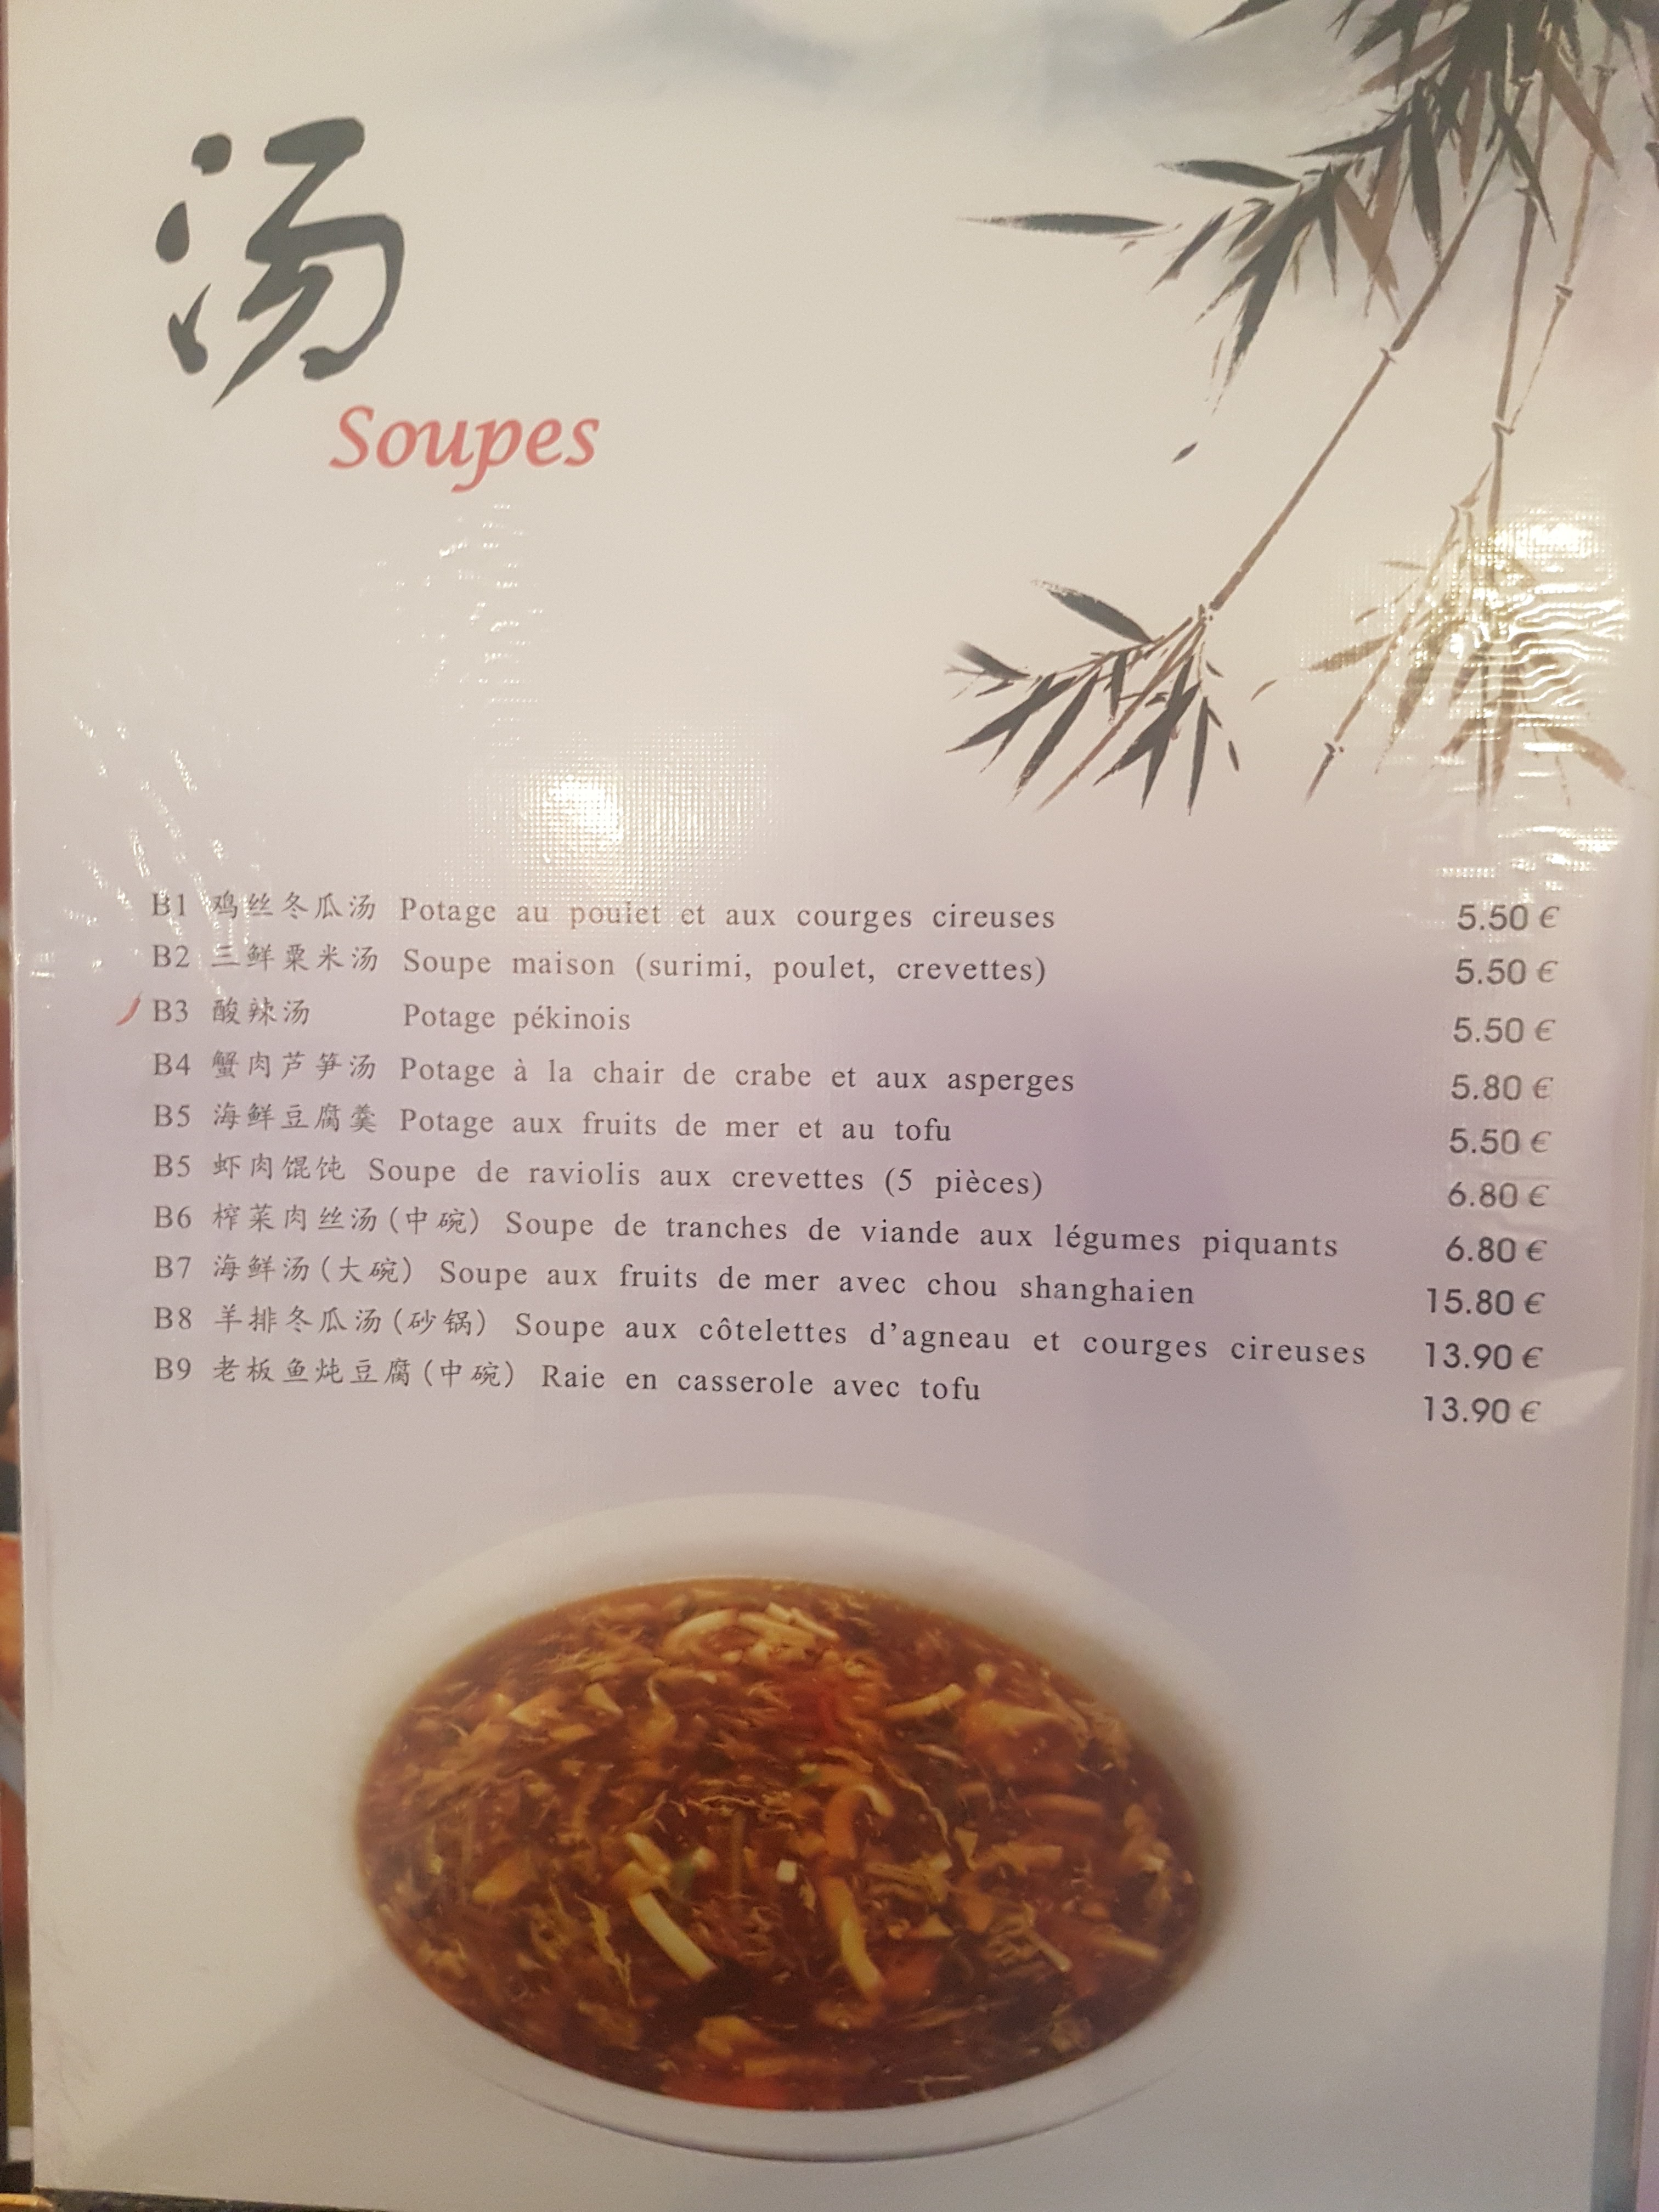 汤
Soupes
B1 鸡丝冬瓜汤 Potage au poulet et aux courges cireuses 5.50 €
B2 三鲜粟米汤 Soupe maison (surimi, poulet, crevettes) 5.50 €
B3 酸辣汤 Potage pékinois 5.50 €
B4 蟹肉芦笋汤 Potage à la chair de crabe et aux asperges 5.80 €
B5 海鲜豆腐羹 Potage aux fruits de mer et au tofu 5.50 €
B5 虾肉馄饨 Soupe de raviolis aux crevettes (5 pièces) 6.80 €
B6 榨菜肉丝汤(中碗) Soupe de tranches de viande aux légumes piquants 6.80 €
B7 海鲜汤(大碗) Soupe aux fruits de mer avec chou shanghaien 15.80 €
B8 羊排冬瓜汤(砂锅) Soupe aux côtelettes d'agneau et courges cireuses 13.90 €
B9 老板鱼炖豆腐(中碗) Raie en casserole avec tofu 13.90 €